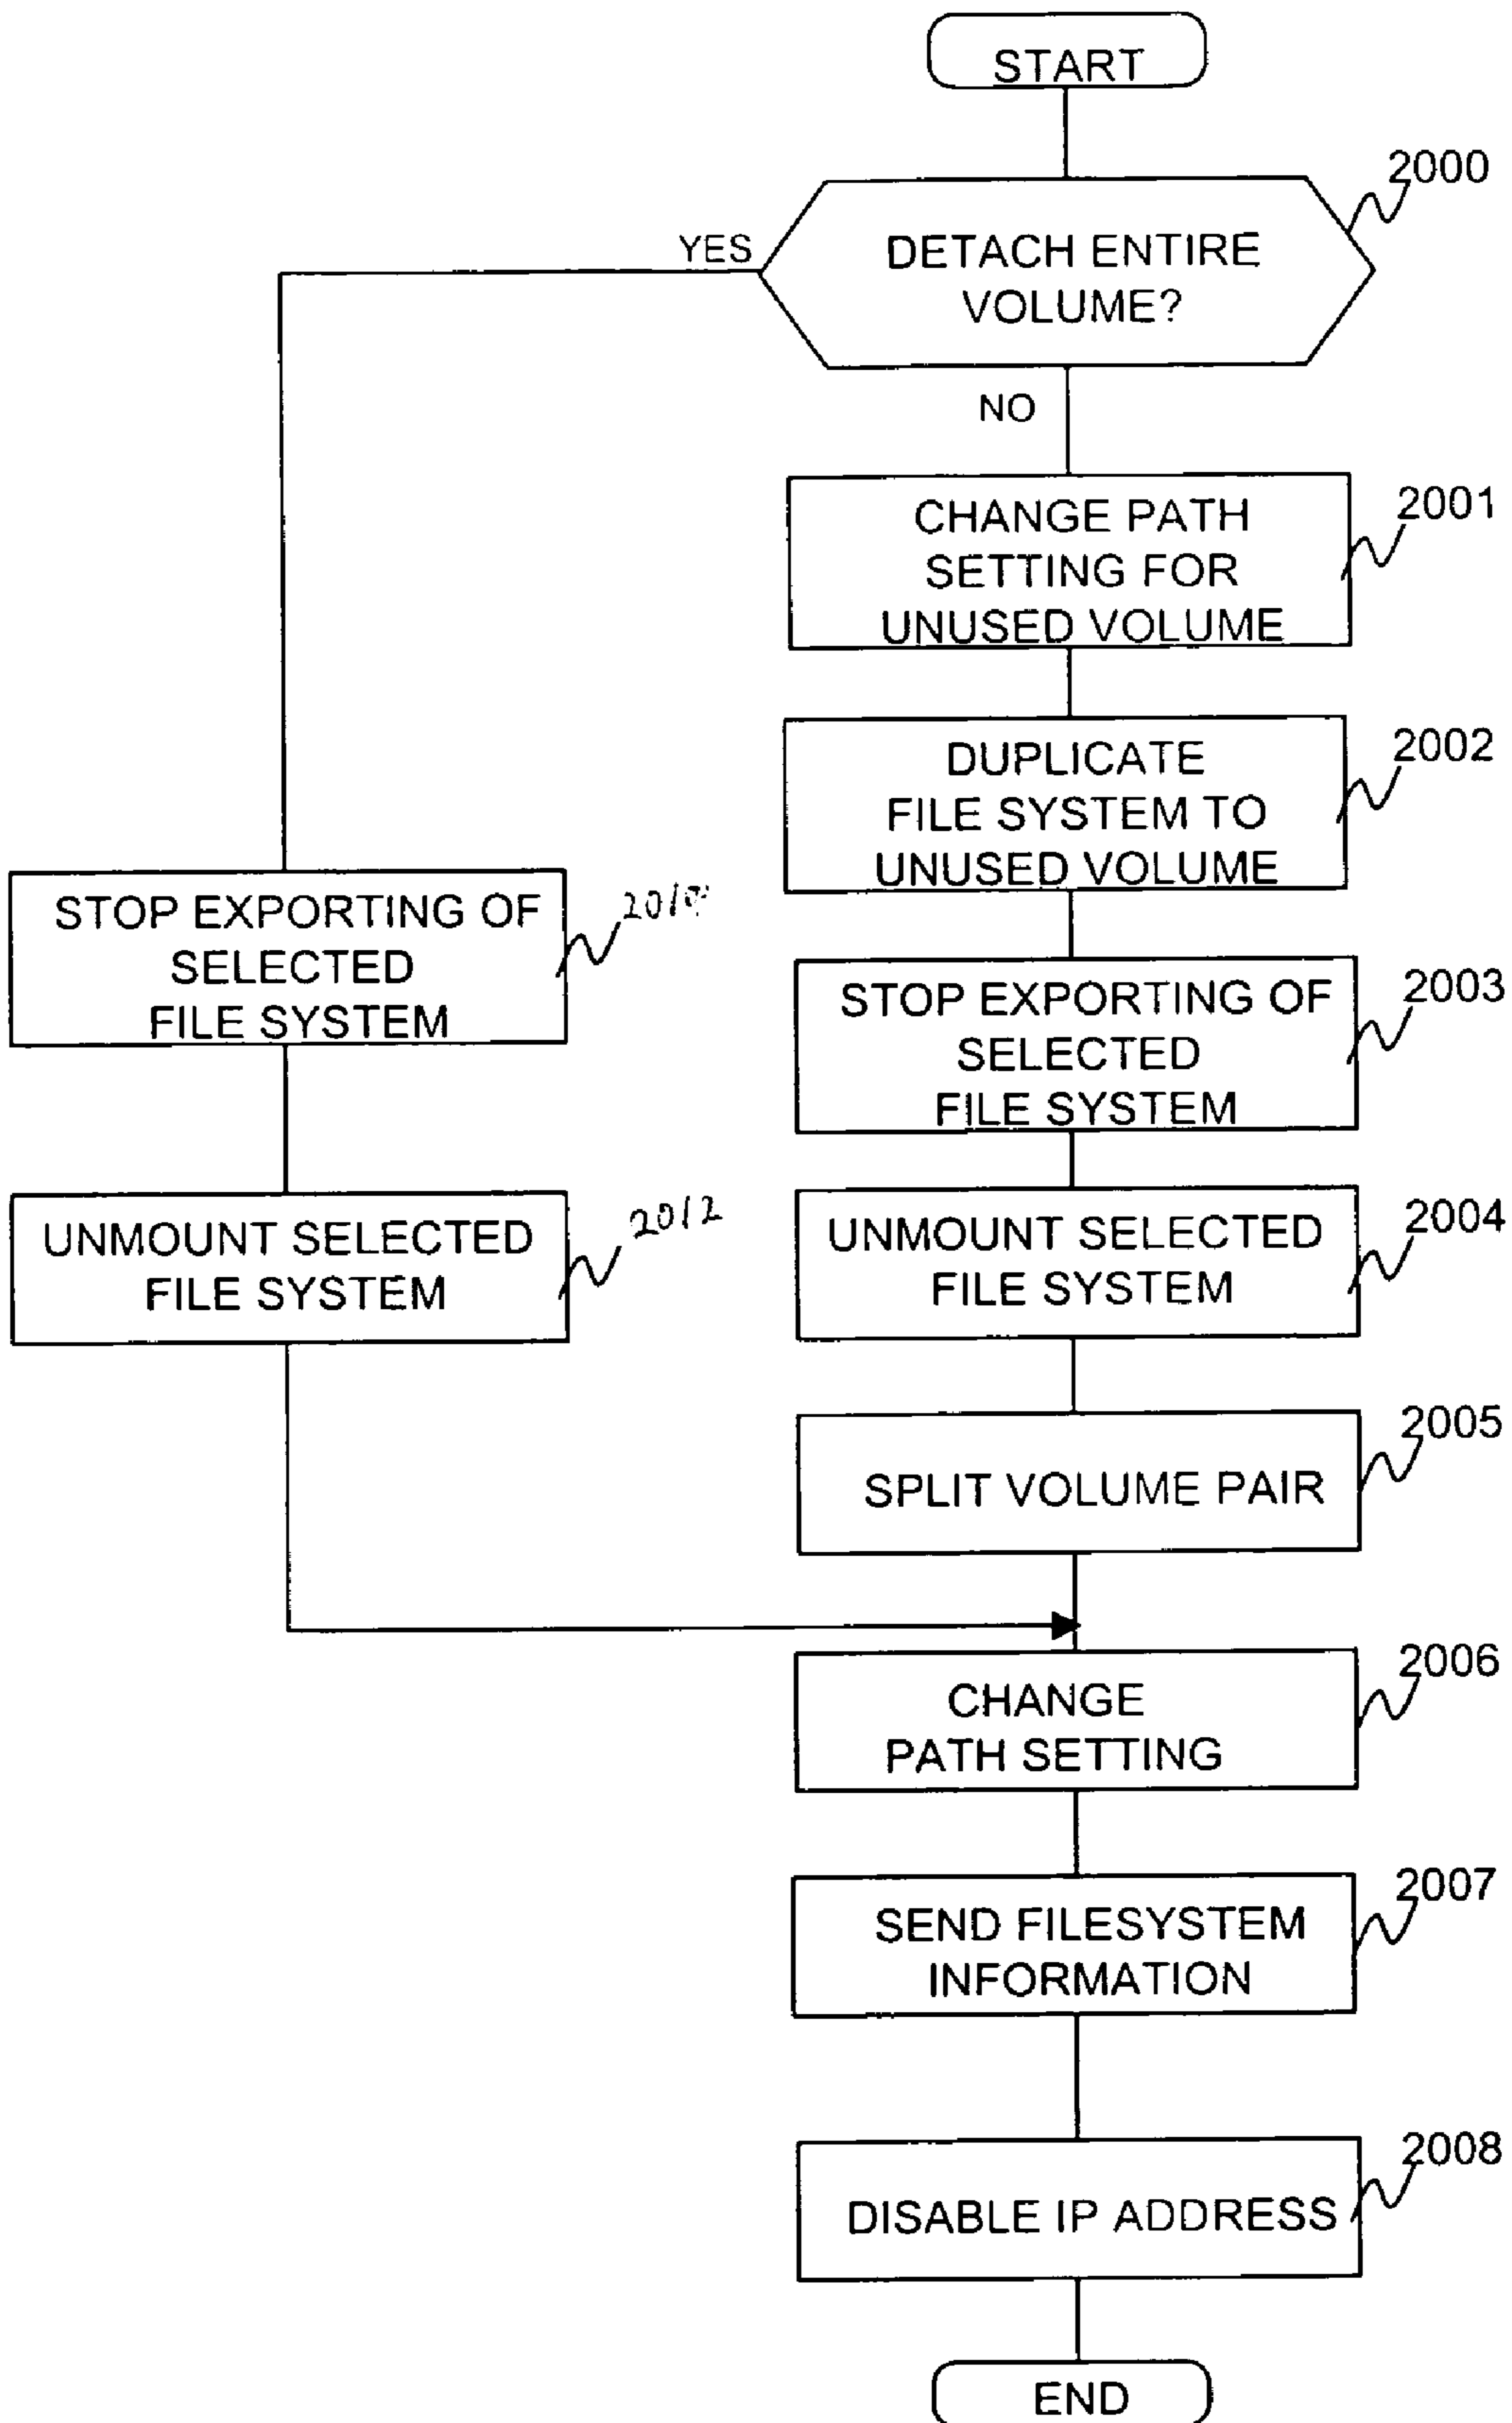 START
2000
DETACH ENTIRE
VOLUME?
YES
NO
2001
CHANGE PATH
SETTING FOR
UNUSED VOLUME
2002
DUPLICATE
FILE SYSTEM TO
UNUSED VOLUME
STOP EXPORTING OF
SELECTED
FILE SYSTEM
2003
STOP EXPORTING OF
SELECTED
FILE SYSTEM
UNMOUNT SELECTED
FILE SYSTEM
2012
2004
UNMOUNT SELECTED
FILE SYSTEM
2005
SPLIT VOLUME PAIR
2006
CHANGE
PATH SETTING
2007
SEND FILESYSTEM
INFORMATION
2008
DISABLE IP ADDRESS
END